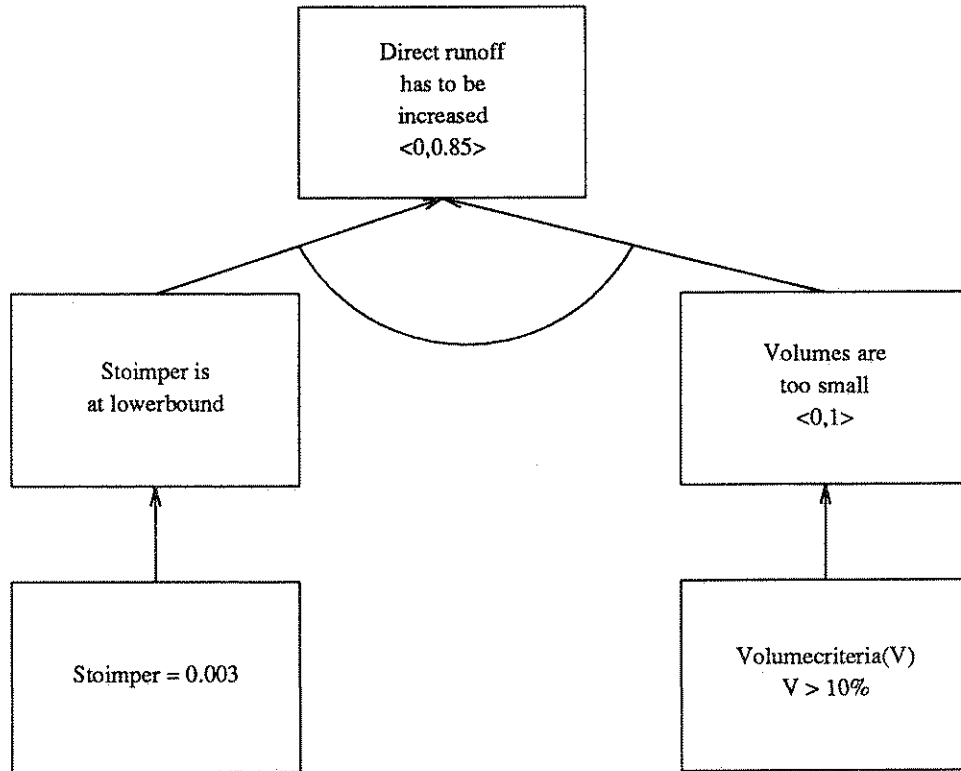 Direct runoff
has to be
increased
<0,0.85>
Stoimper is
at lowerbound
Volumes are
too small
<0,1>
Stoimper = 0.003
Volumecriteria(V)
V > 10%